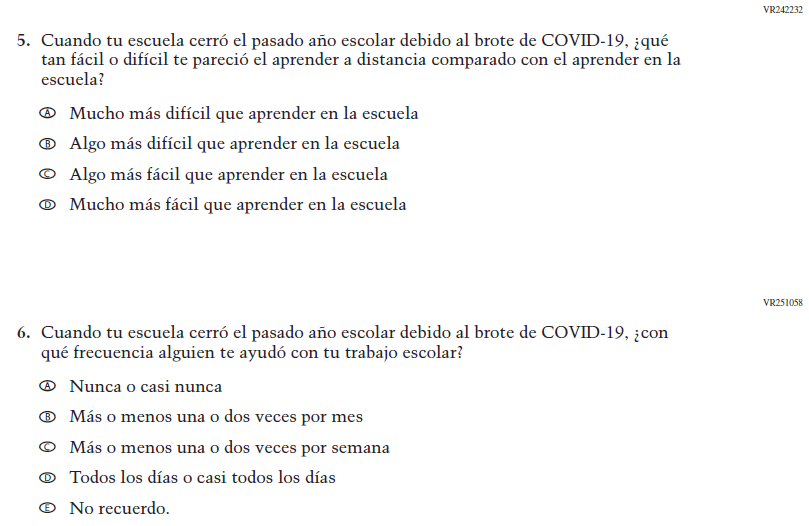 VR242232
5. Cuando tu escuela cerró el pasado año escolar debido al brote de COVID-19, ¿qué
tan fácil o difícil te pareció el aprender a distancia comparado con el aprender en la
escuela?
A Mucho más difícil que aprender en la escuela
B Algo más difícil que aprender en la escuela
C Algo más fácil que aprender en la escuela
D Mucho más fácil que aprender en la escuela
VR251058
6. Cuando tu escuela cerró el pasado año escolar debido al brote de COVID-19, ¿con
qué frecuencia alguien te ayudó con tu trabajo escolar?
A Nunca o casi nunca
B Más o menos una o dos veces por mes
C Más o menos una o dos veces por semana
D Todos los días o casi todos los días
E No recuerdo.